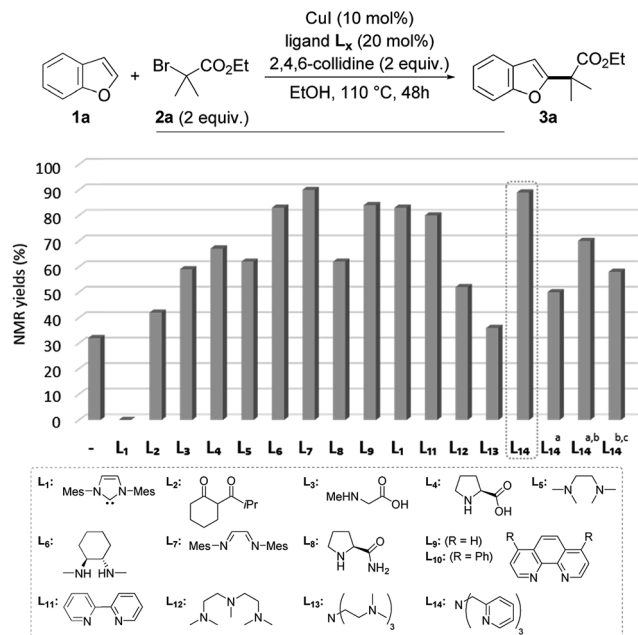 CuI (10 mol%)
ligand Lx (20 mol%)
2,4,6-collidine (2 equiv.)
EtOH, 110 °C, 48h
O
+
Br
CO2Et
CO2Et
O
1a
2a (2 equiv.)
3a
NMR yields (%)
100
90
80
70
60
50
40
30
20
10
0
- L1 L2 L3 L4 L5 L6 L7 L8 L9 L1 L11 L12 L13 L14 L14 a L14 a,b L14 b,c
L1: Mes N N Mes
L2: O O iPr
L3: MeHN O OH
L4: N H O OH
L5: N N
L6: NH HN
L7: Mes N N Mes
L8: N H O NH2
L9: (R = H)
L10: (R = Ph)
R R N N
L11: N N
L12: N N N
L13: N ( N )3
L14: N ( N )3